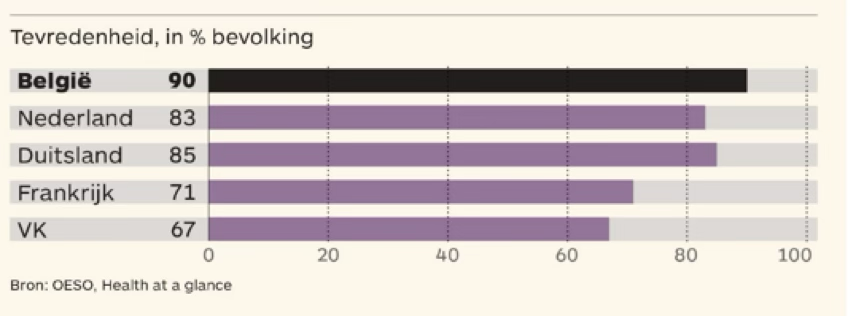 Tevredenheid, in % bevolking
België 90
Nederland 83
Duitsland 85
Frankrijk 71
VK 67
0 20 40 60 80 100
Bron: OESO, Health at a glance